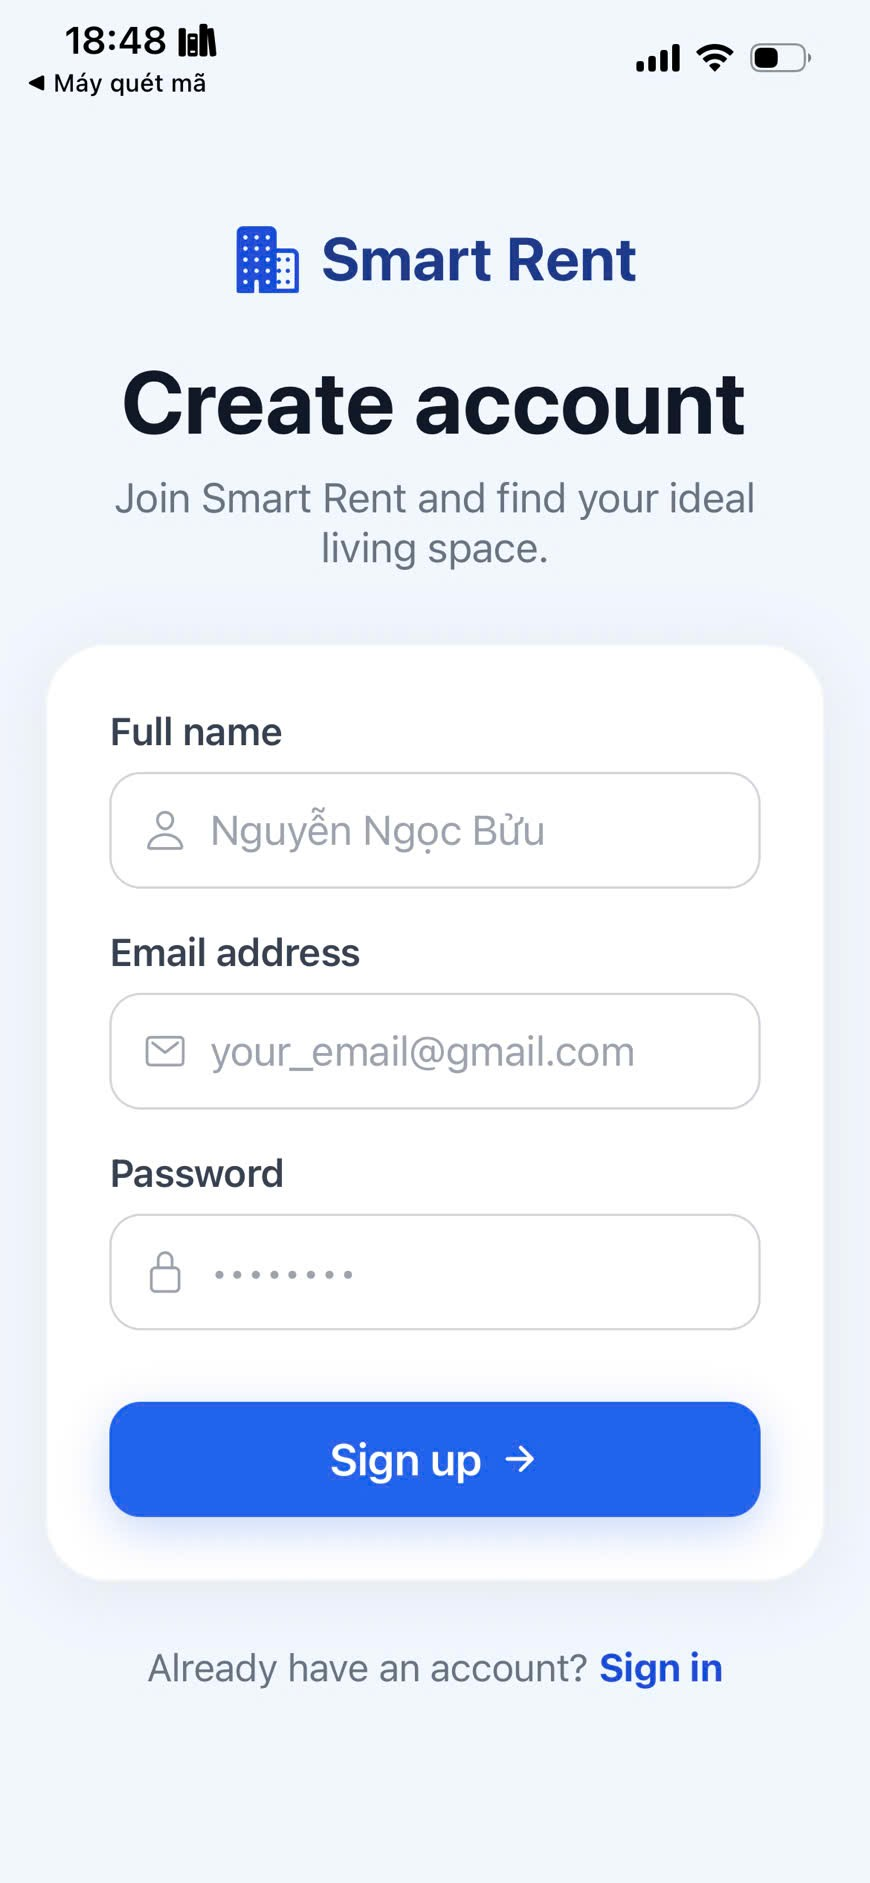 18:48
◀ Máy quét mã
Smart Rent
Create account
Join Smart Rent and find your ideal
living space.
Full name
Nguyễn Ngọc Bửu
Email address
your_email@gmail.com
Password
••••••••
Sign up →
Already have an account? Sign in